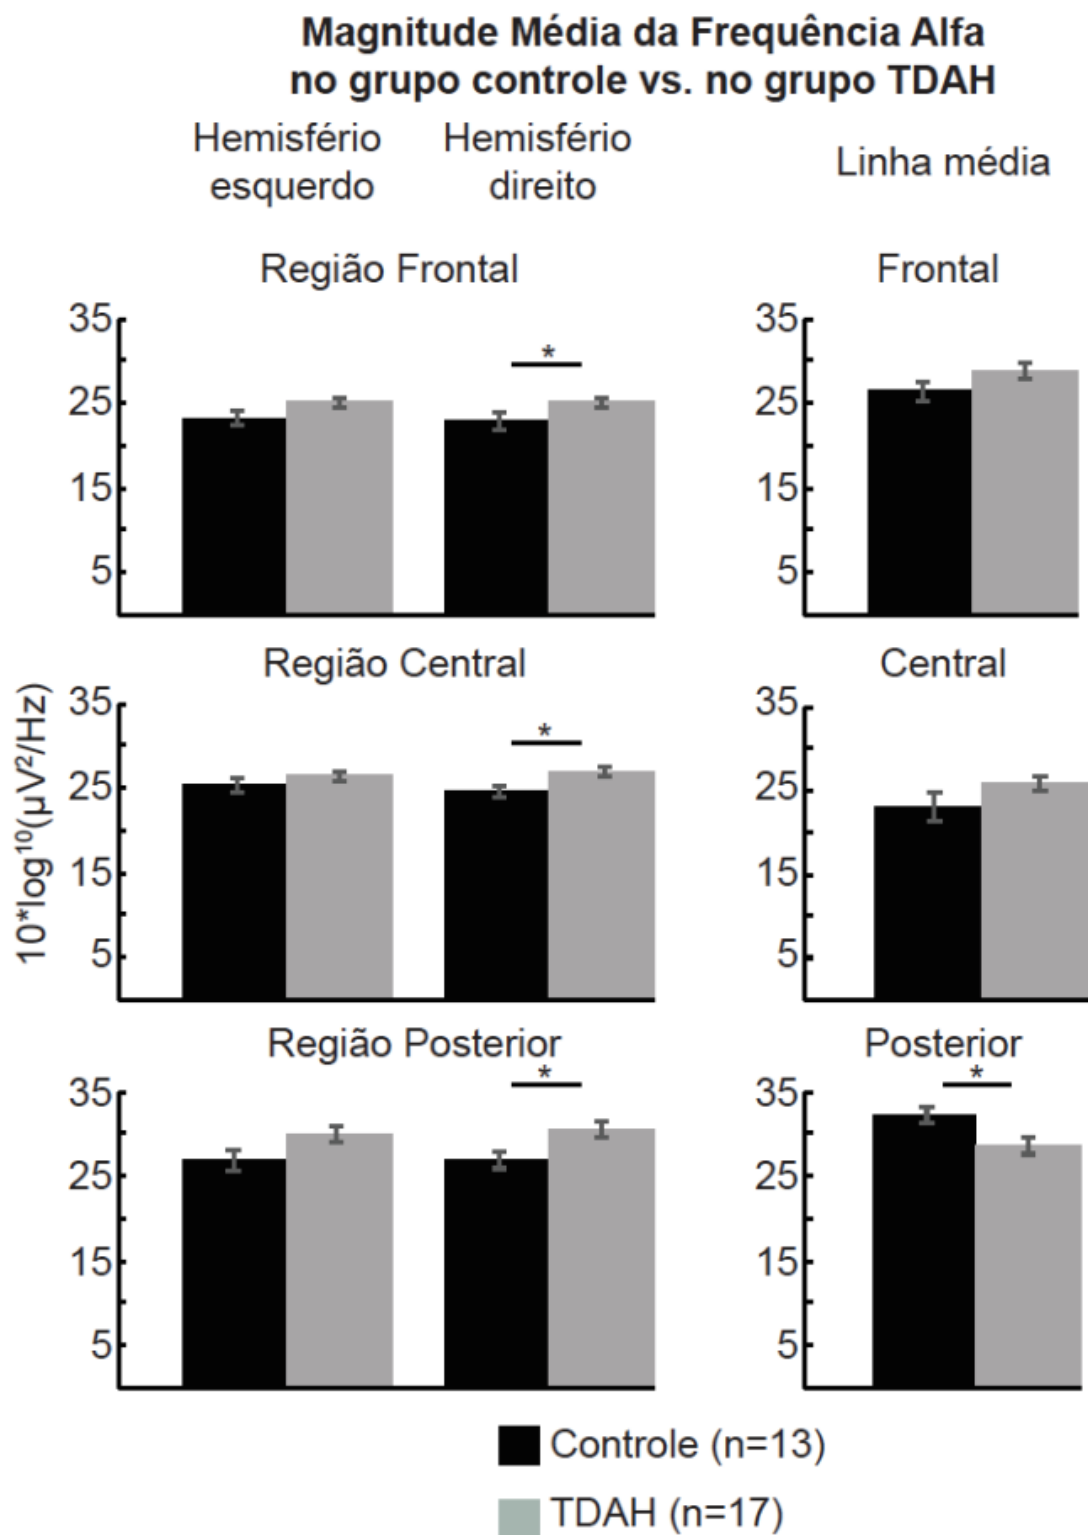 Magnitude Média da Frequência Alfa
no grupo controle vs. no grupo TDAH
Hemisfério
esquerdo
Hemisfério
direito
Linha média
Região Frontal
Frontal
35
25
15
5
*
35
25
15
5
Região Central
Central
10*log¹⁰(µV²/Hz)
35
25
15
5
*
35
25
15
5
Região Posterior
Posterior
35
25
15
5
*
35
25
15
5
*
Controle (n=13)
TDAH (n=17)